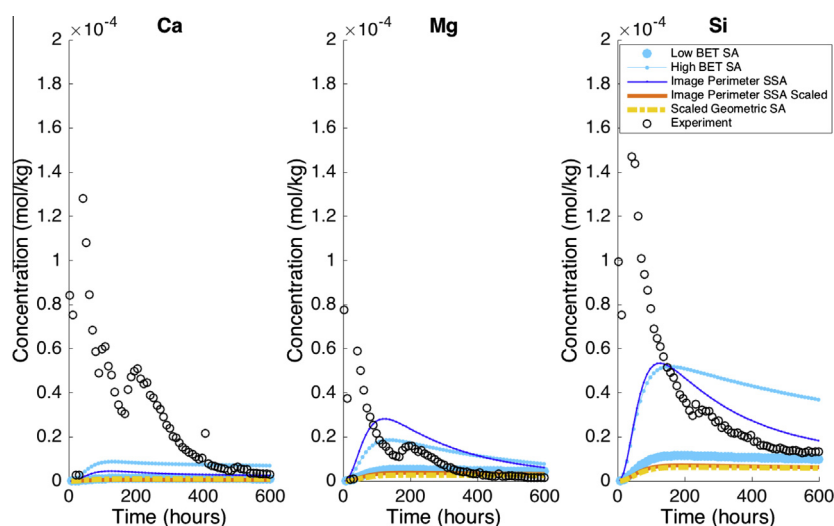 Ca
×10⁻⁴
Concentration (mol/kg)
2
1.8
1.6
1.4
1.2
1
0.8
0.6
0.4
0.2
0
0 200 400 600
Time (hours)
Mg
×10⁻⁴
Concentration (mol/kg)
2
1.8
1.6
1.4
1.2
1
0.8
0.6
0.4
0.2
0
0 200 400 600
Time (hours)
Si
×10⁻⁴
Concentration (mol/kg)
2
1.8
1.6
1.4
1.2
1
0.8
0.6
0.4
0.2
0
0 200 400 600
Time (hours)
Low BET SA
High BET SA
Image Perimeter SSA
Image Perimeter SSA Scaled
Scaled Geometric SA
Experiment